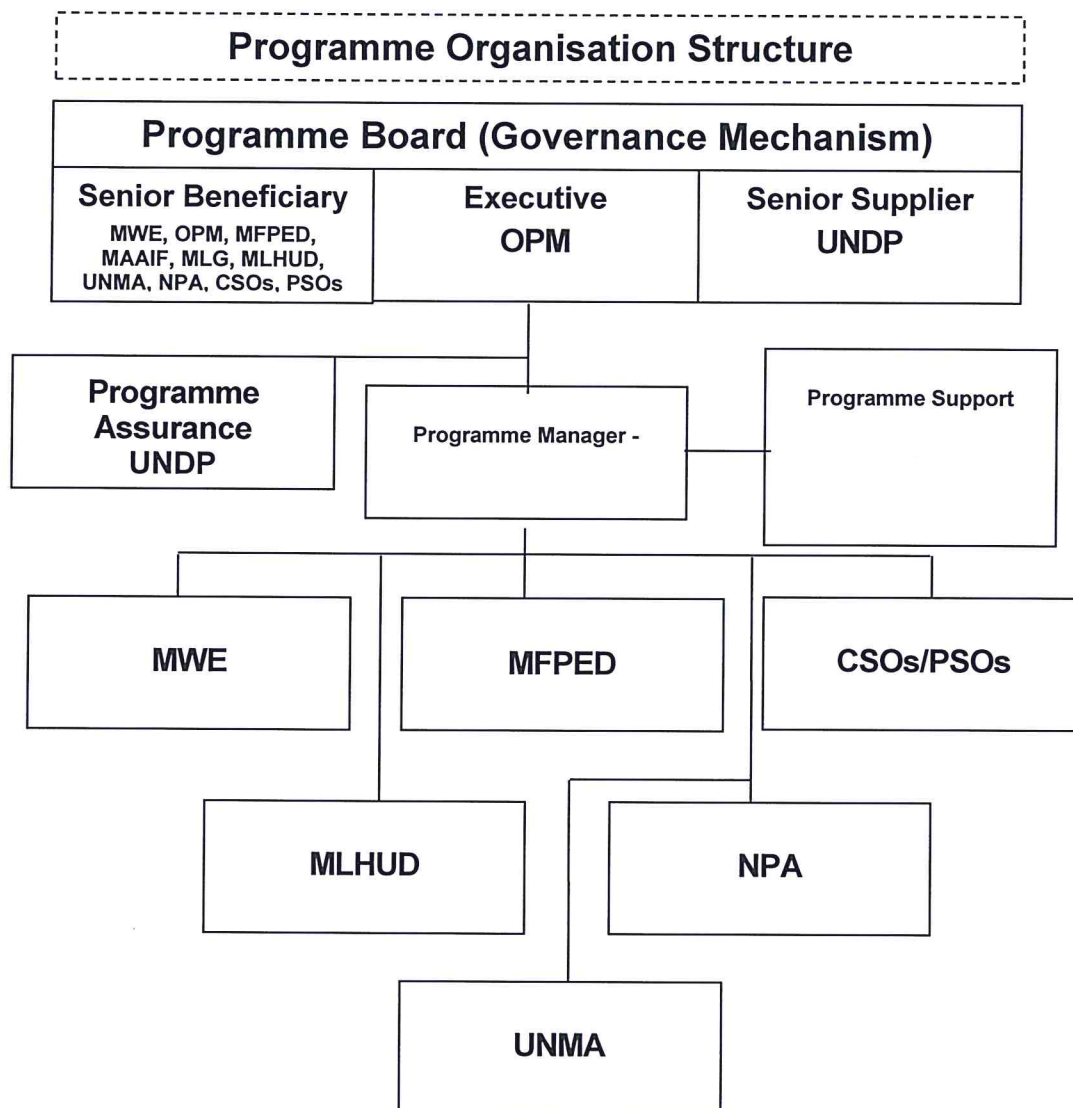 Programme Organisation Structure
Programme Board (Governance Mechanism)
Senior Beneficiary
MWE, OPM, MFPED,
MAAIF, MLG, MLHUD,
UNMA, NPA, CSOs, PSOs
Executive
OPM
Senior Supplier
UNDP
Programme
Assurance
UNDP
Programme Manager -
Programme Support
MWE
MFPED
CSOs/PSOs
MLHUD
NPA
UNMA